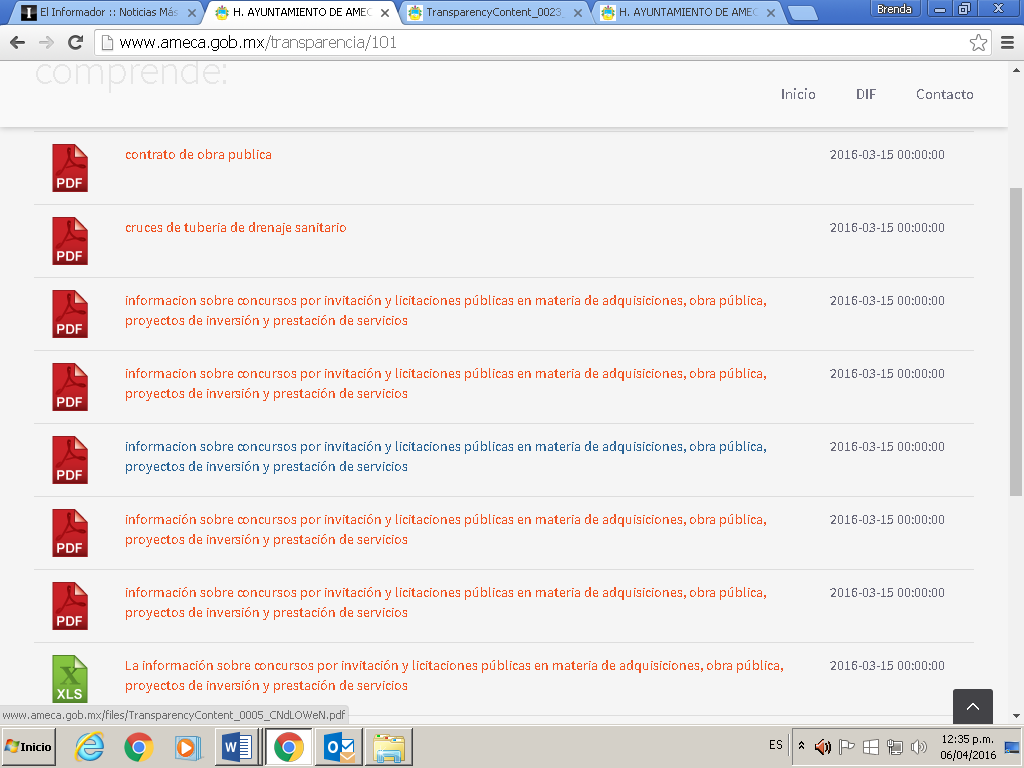 El Informador :: Noticias Más
H. AYUNTAMIENTO DE AMEC
TransparencyContent_0023_
H. AYUNTAMIENTO DE AMEC
Brenda
www.ameca.gob.mx/transparencia/101
comprende:
Inicio
DIF
Contacto
PDF
contrato de obra publica
2016-03-15 00:00:00
PDF
cruces de tuberia de drenaje sanitario
2016-03-15 00:00:00
PDF
informacion sobre concursos por invitación y licitaciones públicas en materia de adquisiciones, obra pública,
proyectos de inversión y prestación de servicios
2016-03-15 00:00:00
PDF
informacion sobre concursos por invitación y licitaciones públicas en materia de adquisiciones, obra pública,
proyectos de inversión y prestación de servicios
2016-03-15 00:00:00
PDF
informacion sobre concursos por invitación y licitaciones públicas en materia de adquisiciones, obra pública,
proyectos de inversión y prestación de servicios
2016-03-15 00:00:00
PDF
información sobre concursos por invitación y licitaciones públicas en materia de adquisiciones, obra pública,
proyectos de inversión y prestación de servicios
2016-03-15 00:00:00
PDF
información sobre concursos por invitación y licitaciones públicas en materia de adquisiciones, obra pública,
proyectos de inversión y prestación de servicios
2016-03-15 00:00:00
XLS
La información sobre concursos por invitación y licitaciones públicas en materia de adquisiciones, obra pública,
proyectos de inversión y prestación de servicios
2016-03-15 00:00:00
www.ameca.gob.mx/files/TransparencyContent_0005_CNdLOWeN.pdf
Inicio
ES
12:35 p.m.
06/04/2016